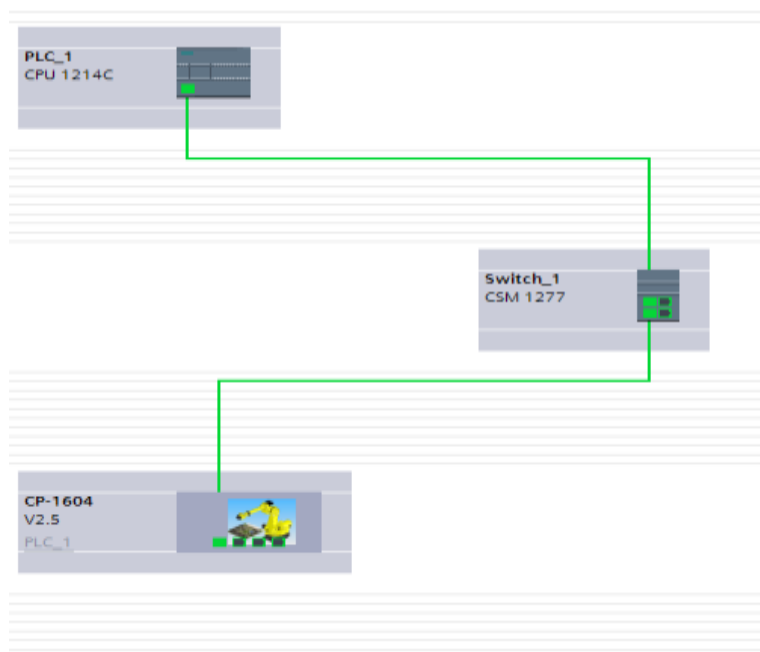 PLC_1
CPU 1214C
Switch_1
CSM 1277
CP-1604
V2.5
PLC_1